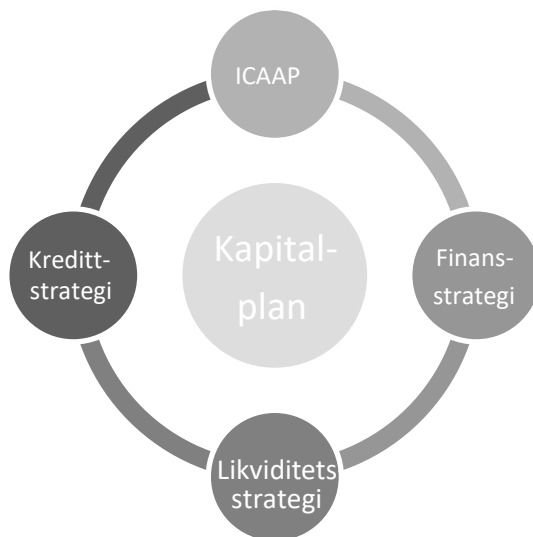 ICAAP
Kreditt-
strategi
Kapital-
plan
Finans-
strategi
Likviditets
strategi